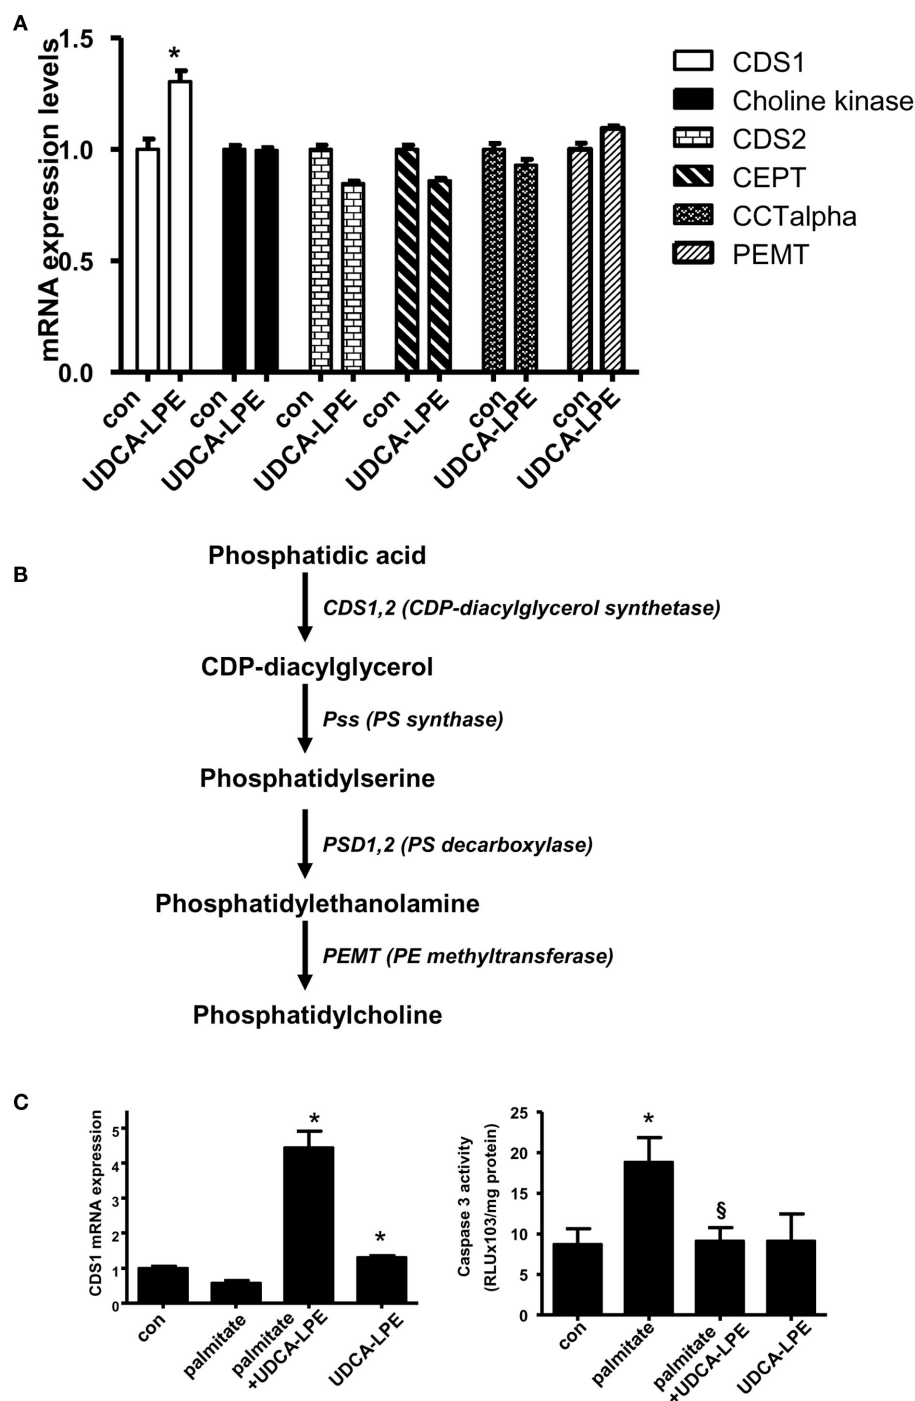 A
mRNA expression levels
1.5
1.0
0.5
0.0
*
con
UDCA-LPE
con
UDCA-LPE
con
UDCA-LPE
con
UDCA-LPE
con
UDCA-LPE
con
UDCA-LPE
CDS1
Choline kinase
CDS2
CEPT
CCTalpha
PEMT
B
Phosphatidic acid
CDS1,2 (CDP-diacylglycerol synthetase)
CDP-diacylglycerol
Pss (PS synthase)
Phosphatidylserine
PSD1,2 (PS decarboxylase)
Phosphatidylethanolamine
PEMT (PE methyltransferase)
Phosphatidylcholine
C
CDS1 mRNA expression
5
4
3
2
1
0
*
*
con
palmitate
palmitate
+UDCA-LPE
UDCA-LPE
Caspase 3 activity
(RLUx103/mg protein)
25
20
15
10
5
0
*
§
con
palmitate
palmitate
+UDCA-LPE
UDCA-LPE